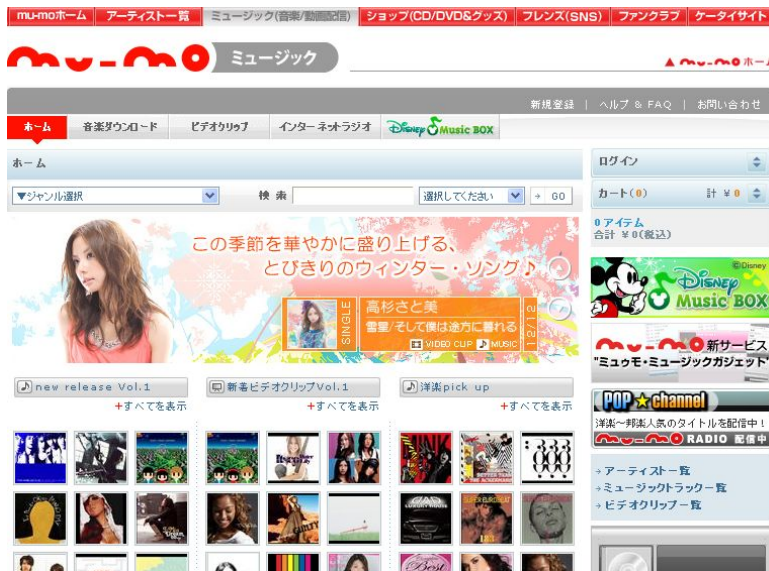 mu-moホーム
アーティスト一覧
ミュージック(音楽/動画配信)
ショップ(CD/DVD&グッズ)
フレンズ(SNS)
ファンクラブ
ケータイサイト
mu-mo ミュージック
▲ mu-mo ホーム
新規登録 | ヘルプ & FAQ | お問い合わせ
ホーム
音楽ダウンロード
ビデオクリップ
インターネットラジオ
Disney Music BOX
ホーム
▼ジャンル選択
検索
選択してください
→ GO
ログイン
カート(0) 計 ¥0
0 アイテム
合計 ¥0(税込)
この季節を華やかに盛り上げる、
とびきりのウィンター・ソング♪
SINGLE
高杉さと美
雪星/そして僕は途方に暮れる
VIDEO CLIP MUSIC
12/12
©Disney
Disney
Music BOX
mu-mo 新サービス
"ミュゥモ・ミュージックガジェット"
POP★channel
洋楽~邦楽人気のタイトルを配信中!
mu-mo RADIO 配信中
new release Vol.1
+すべてを表示
新着ビデオクリップVol.1
+すべてを表示
洋楽pick up
+すべてを表示
→アーティスト一覧
→ミュージックトラック一覧
→ビデオクリップ一覧
PUNK
GUILTY
Best